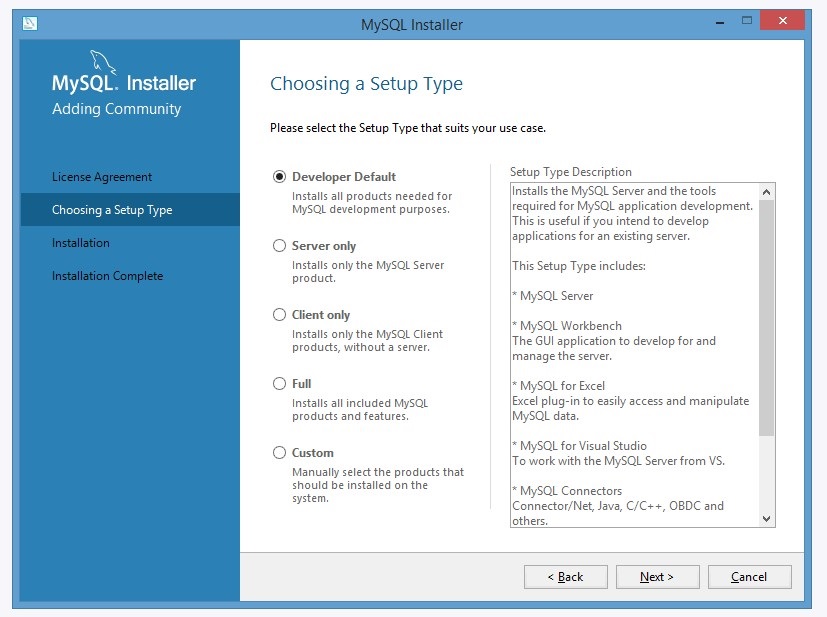 MySQL Installer
MySQL. Installer
Adding Community
License Agreement
Choosing a Setup Type
Installation
Installation Complete
Choosing a Setup Type
Please select the Setup Type that suits your use case.
Developer Default
Installs all products needed for
MySQL development purposes.
Server only
Installs only the MySQL Server
product.
Client only
Installs only the MySQL Client
products, without a server.
Full
Installs all included MySQL
products and features.
Custom
Manually select the products that
should be installed on the
system.
Setup Type Description
Installs the MySQL Server and the tools
required for MySQL application development.
This is useful if you intend to develop
applications for an existing server.
This Setup Type includes:
* MySQL Server
* MySQL Workbench
The GUI application to develop for and
manage the server.
* MySQL for Excel
Excel plug-in to easily access and manipulate
MySQL data.
* MySQL for Visual Studio
To work with the MySQL Server from VS.
* MySQL Connectors
Connector/Net, Java, C/C++, OBDC and
others.
< Back
Next >
Cancel